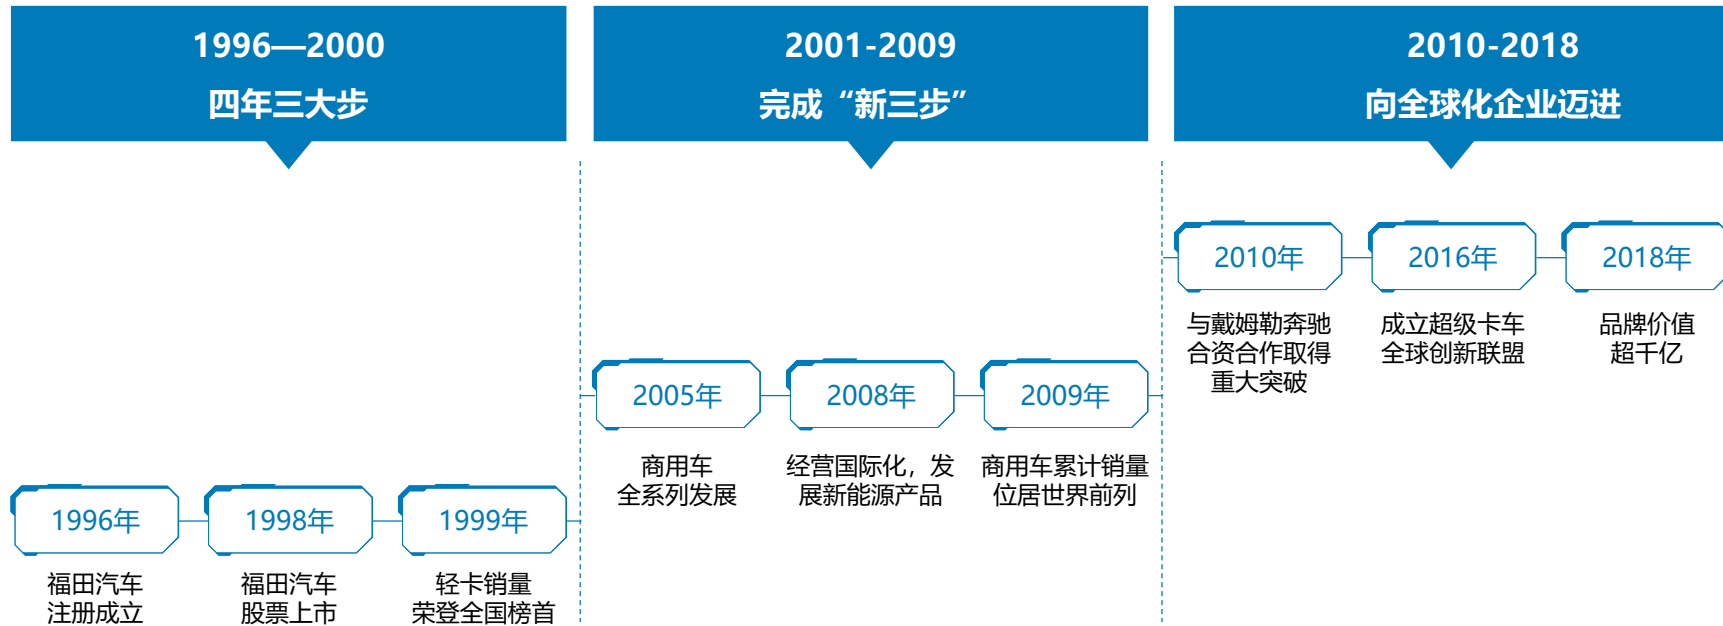 1996—2000
四年三大步
2001-2009
完成“新三步”
2010-2018
向全球化企业迈进
1996年
福田汽车
注册成立
1998年
福田汽车
股票上市
1999年
轻卡销量
荣登全国榜首
2005年
商用车
全系列发展
2008年
经营国际化，发
展新能源产品
2009年
商用车累计销量
位居世界前列
2010年
与戴姆勒奔驰
合资合作取得
重大突破
2016年
成立超级卡车
全球创新联盟
2018年
品牌价值
超千亿